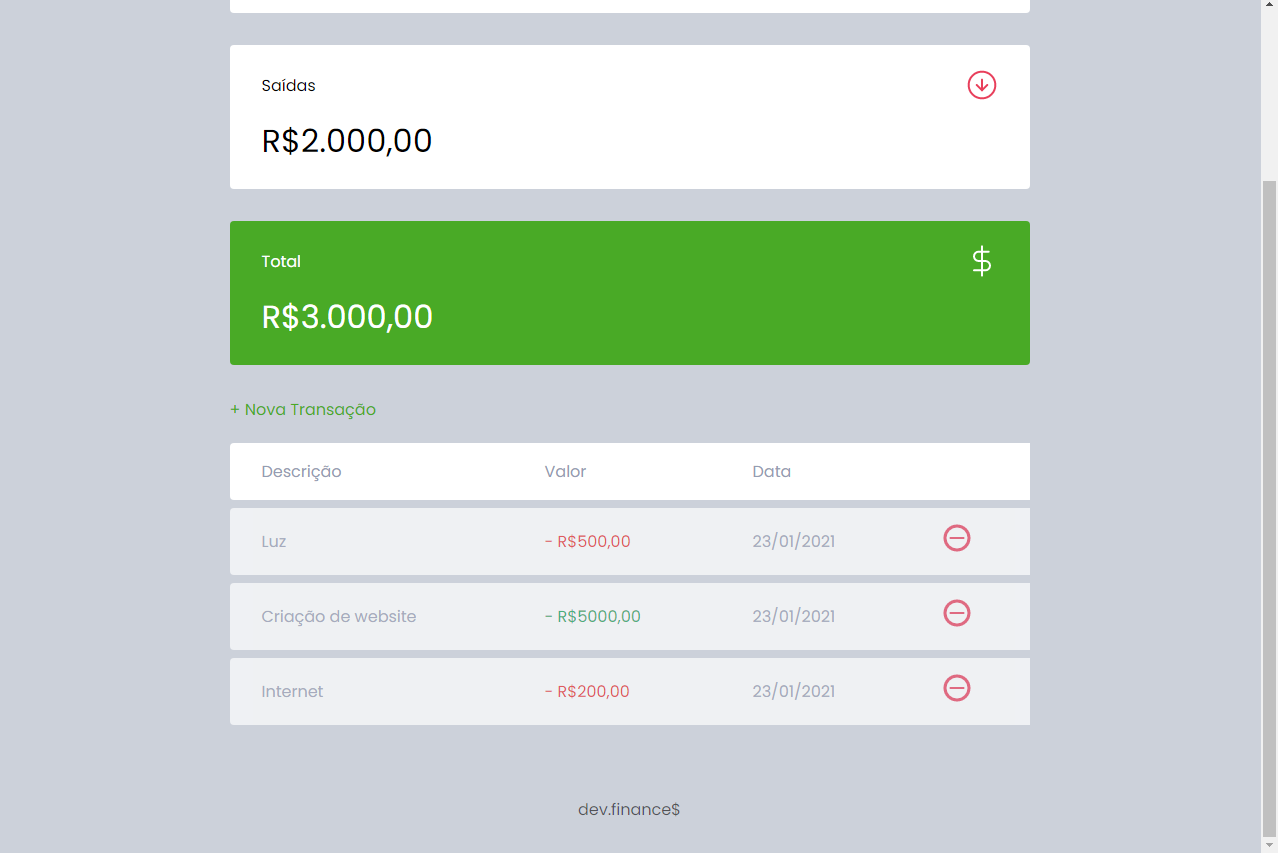 Saídas
R$2.000,00
Total
$
R$3.000,00
+ Nova Transação
Descrição Valor Data
Luz - R$500,00 23/01/2021
Criação de website - R$5000,00 23/01/2021
Internet - R$200,00 23/01/2021
dev.finance$